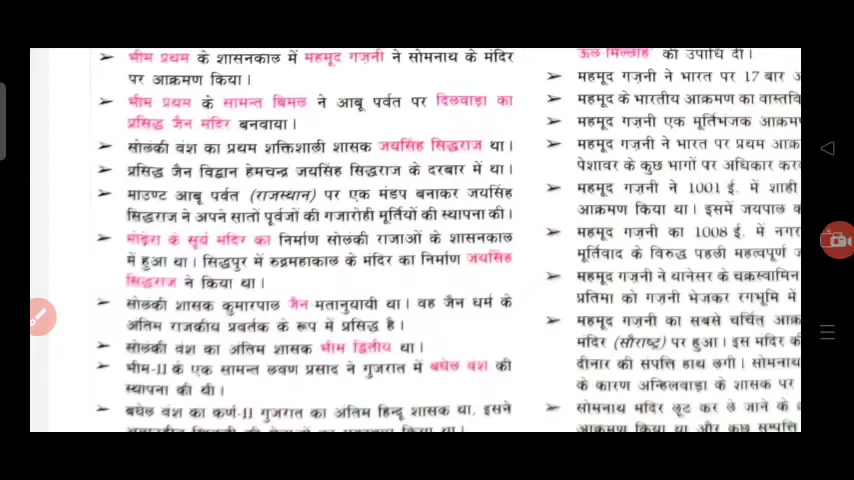 ➢ भीम प्रथम के शासनकाल में महमूद गज़नी ने सोमनाथ के मंदिर
पर आक्रमण किया।
➢ भीम प्रथम के सामन्त बिमल ने आबू पर्वत पर दिलवाड़ा का
प्रसिद्ध जैन मंदिर बनवाया।
➢ सोलंकी वंश का प्रथम शक्तिशाली शासक जयसिंह सिद्धराज था।
➢ प्रसिद्ध जैन विद्वान हेमचन्द्र जयसिंह सिद्धराज के दरबार में था।
➢ माउण्ट आबू पर्वत (राजस्थान) पर एक मंडप बनाकर जयसिंह
सिद्धराज ने अपने सातों पूर्वजों की गजारोही मूर्तियों की स्थापना की।
➢ मोढ़ेरा के सूर्य मंदिर का निर्माण सोलंकी राजाओं के शासनकाल
में हुआ था। सिद्धपुर में रुद्रमहाकाल के मंदिर का निर्माण जयसिंह
सिद्धराज ने किया था।
➢ सोलंकी शासक कुमारपाल जैन मतानुयायी था। वह जैन धर्म के
अंतिम राजकीय प्रवर्तक के रूप में प्रसिद्ध है।
➢ सोलंकी वंश का अंतिम शासक भीम द्वितीय था।
➢ भीम-II के एक सामन्त लवण प्रसाद ने गुजरात में बघेल वंश की
स्थापना की थी।
➢ बघेल वंश का कर्ण-II गुजरात का अंतिम हिन्दू शासक था, इसने
की उपाधि दी।
➢ महमूद गज़नी ने भारत पर 17 बार
➢ महमूद के भारतीय आक्रमण का
➢ महमूद गज़नी एक मूर्तिभंजक
➢ महमूद गज़नी ने भारत पर प्रथम
पेशावर के कुछ भागों पर अधिकार
➢ महमूद गज़नी ने 1001 ई. में शाही
आक्रमण किया था। इसमें जयपाल
➢ महमूद गज़नी का 1008 ई. में
मूर्तिवाद के विरुद्ध पहली महत्वपूर्ण
➢ महमूद गज़नी ने थानेसर के
प्रतिमा को गज़नी भेजकर रंगभूमि में
➢ महमूद गज़नी का सबसे चर्चित
मंदिर (सौराष्ट्र) पर हुआ। इस मंदिर
दीनार की संपत्ति हाथ लगी। सोमनाथ
के कारण अन्हिलवाड़ा के शासक पर
➢ सोमनाथ मंदिर लूट कर ले जाने के
आक्रमण किया था और कुछ सम्पत्ति